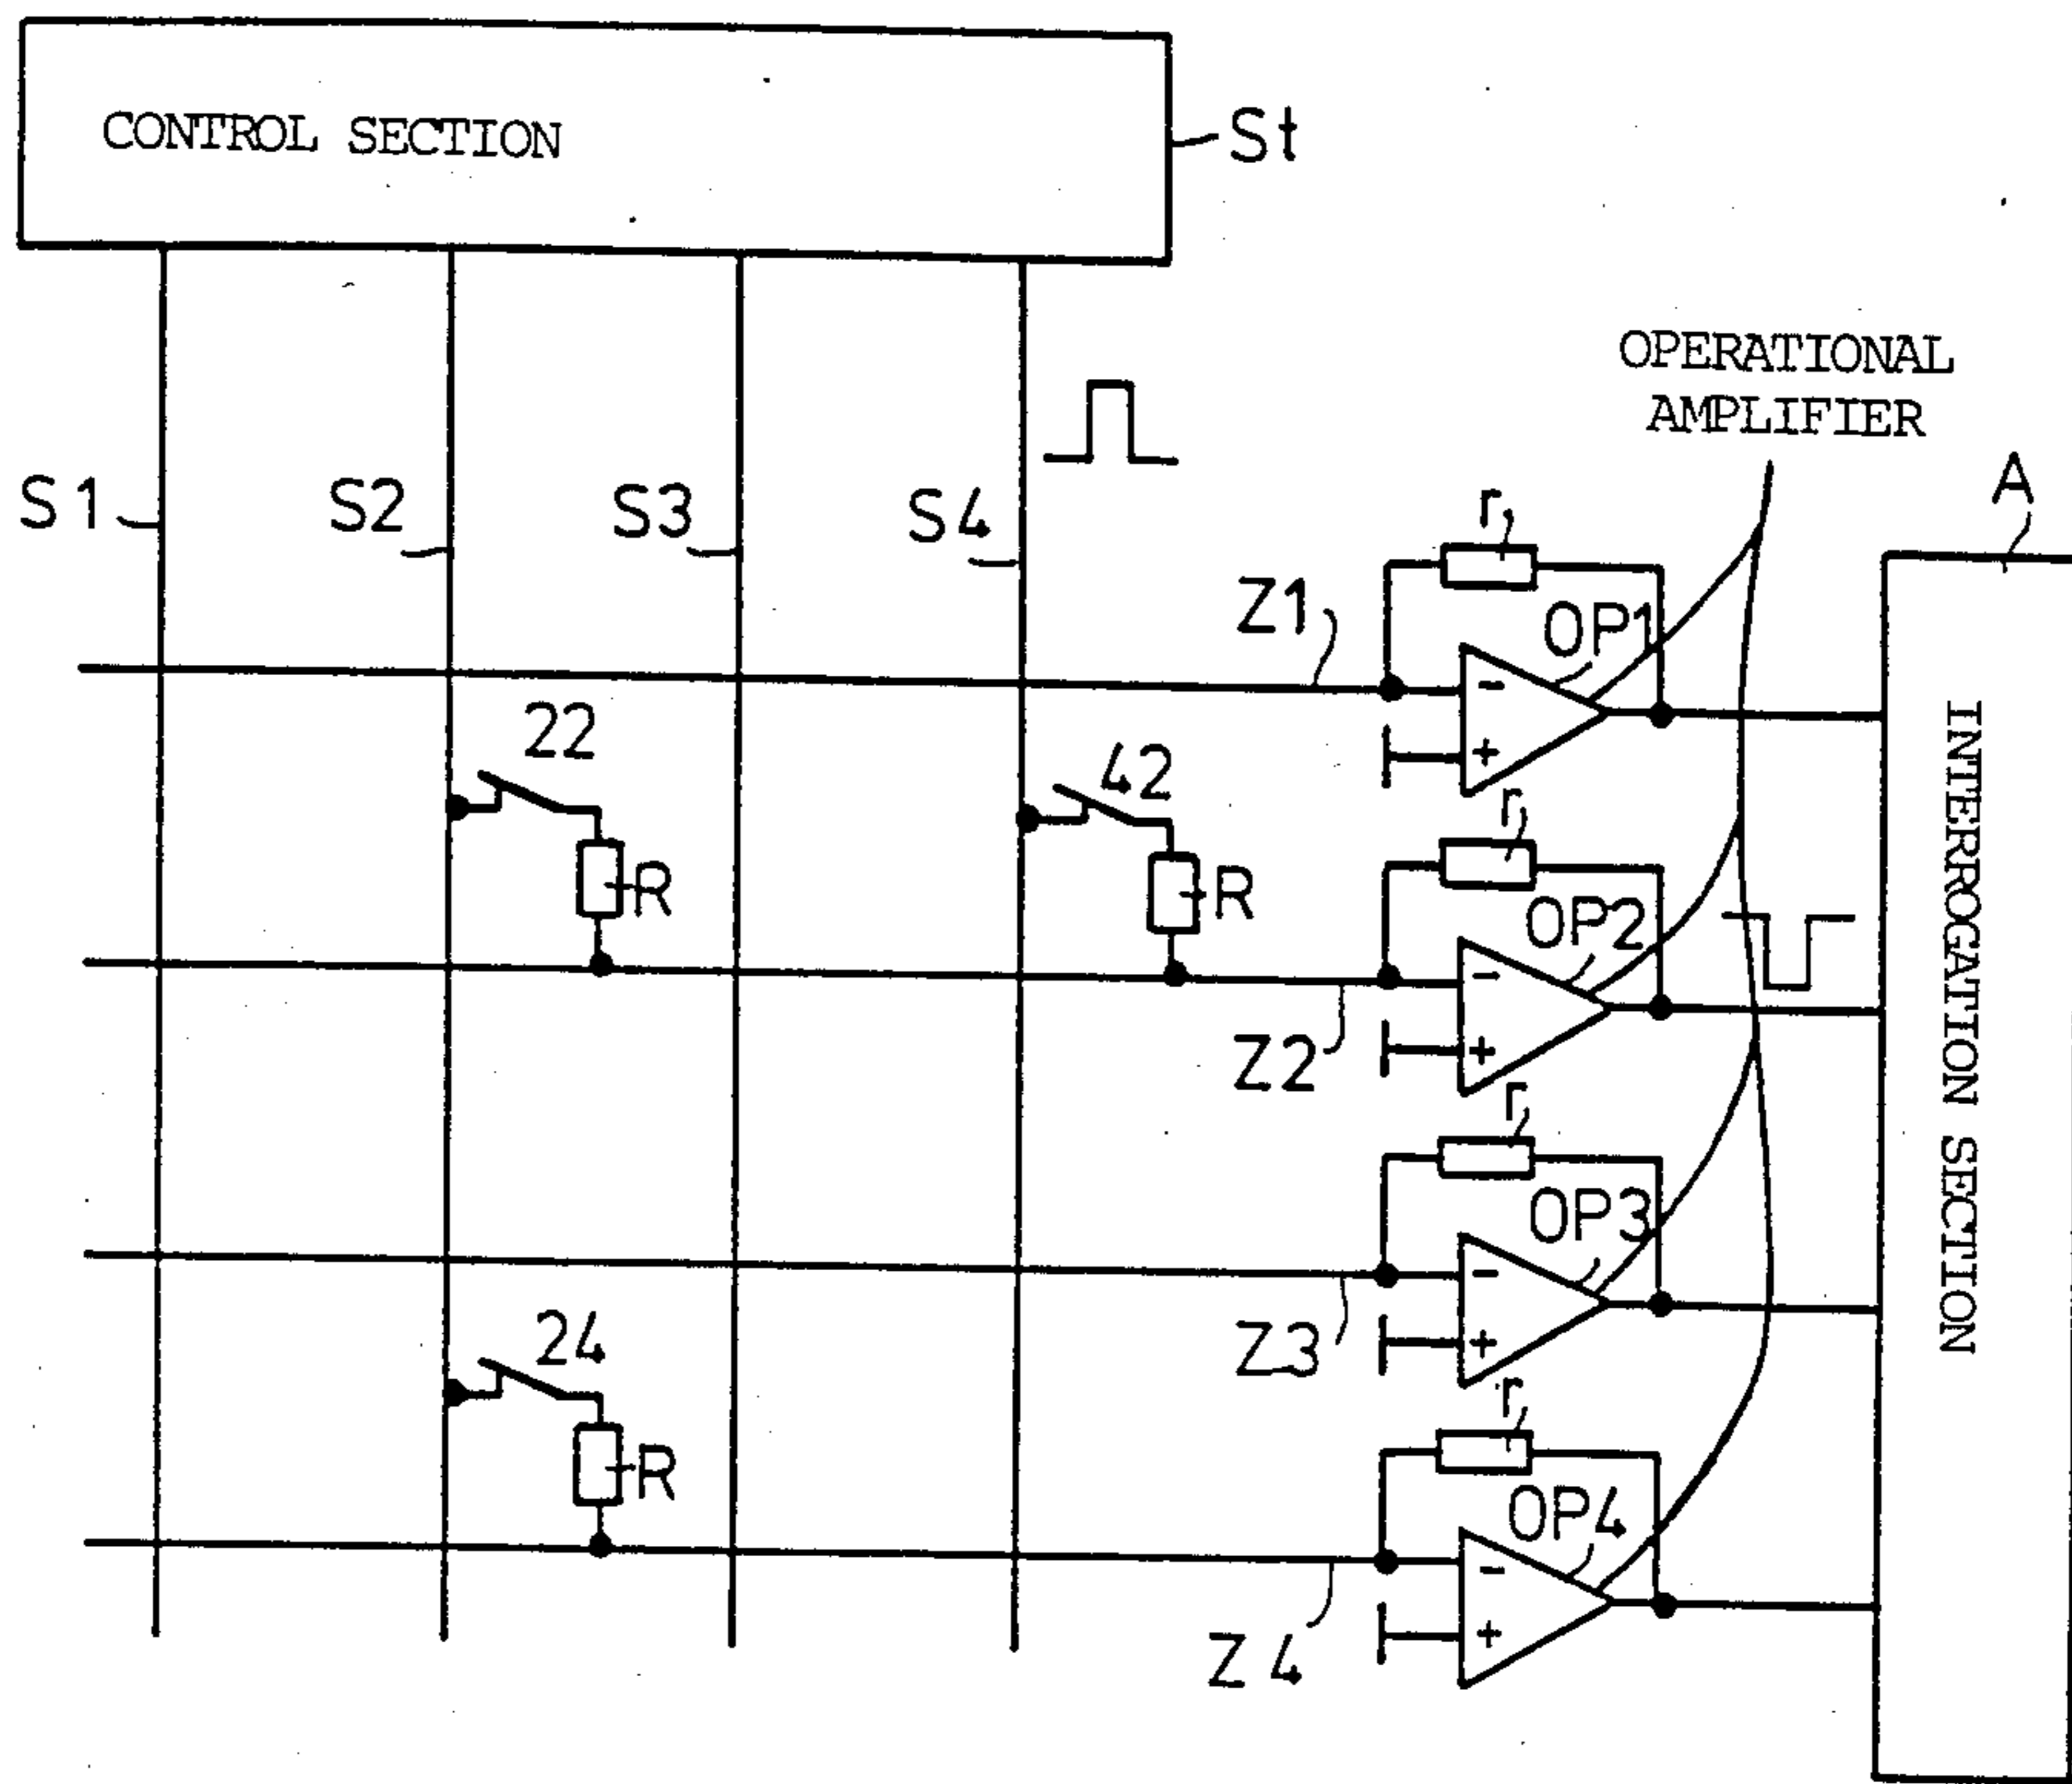 CONTROL SECTION
St
OPERATIONAL
AMPLIFIER
A
S1
S2
S3
S4
r
Z1
OP1
-
+
22
42
R
R
r
OP2
-
+
Z2
r
OP3
-
+
Z3
24
R
r
OP4
-
+
Z4
INTERROGATION SECTION